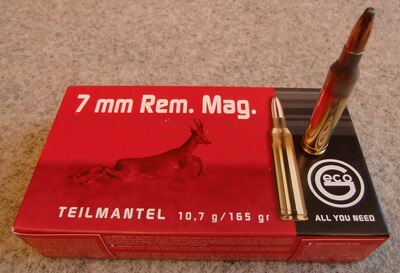 7 mm Rem. Mag.
TEILMANTEL 10,7 g/165 gr
Geco
ALL YOU NEED